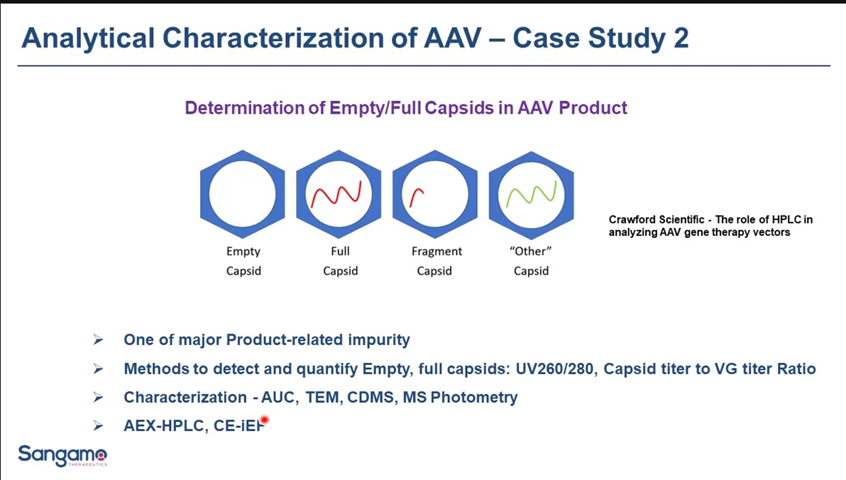 Analytical Characterization of AAV – Case Study 2
Determination of Empty/Full Capsids in AAV Product
Crawford Scientific - The role of HPLC in
analyzing AAV gene therapy vectors
Empty
Capsid
Full
Capsid
Fragment
Capsid
“Other”
Capsid
One of major Product-related impurity
Methods to detect and quantify Empty, full capsids: UV260/280, Capsid titer to VG titer Ratio
Characterization - AUC, TEM, CDMS, MS Photometry
AEX-HPLC, CE-iEF
Sangamo
THERAPEUTICS